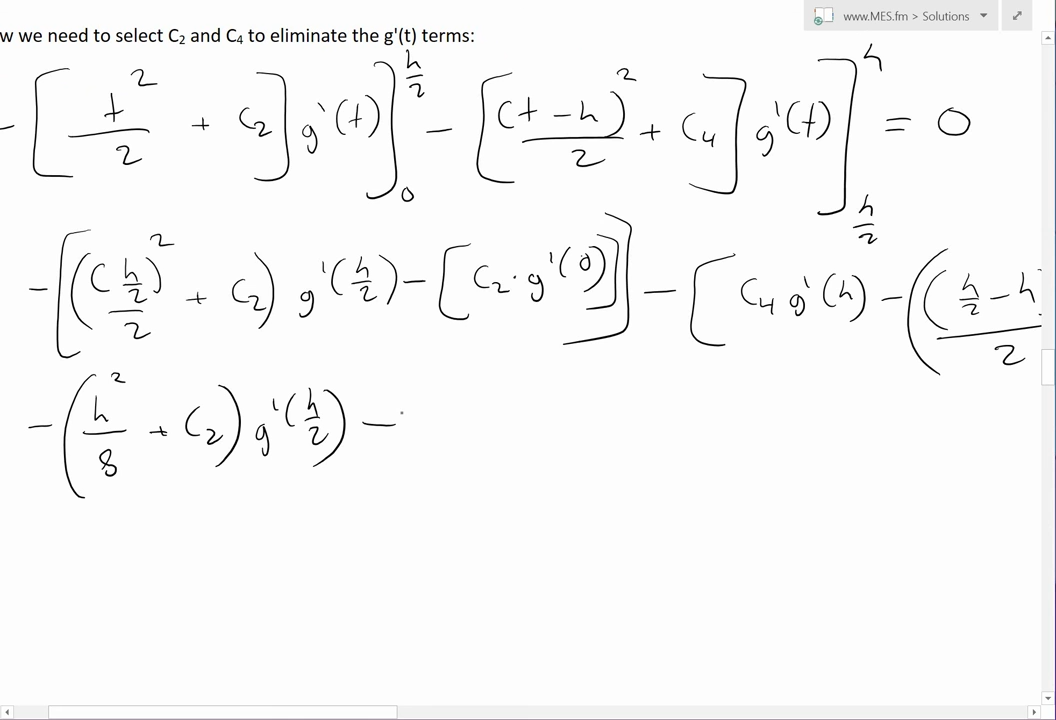 www.MES.fm > Solutions
w we need to select C₂ and C₄ to eliminate the g'(t) terms:
- [ t²/2 + C₂ ] g'(t) ]₀^(h/2) - [ (t-h)²/2 + C₄ ] g'(t) ]_(h/2)^h = 0
- [ ( (h/2)²/2 + C₂ ) g'(h/2) - [ C₂ · g'(0) ] ] - [ C₄ g'(h) - ( (h/2 - h)/2
- ( h²/8 + C₂ ) g'(h/2) -